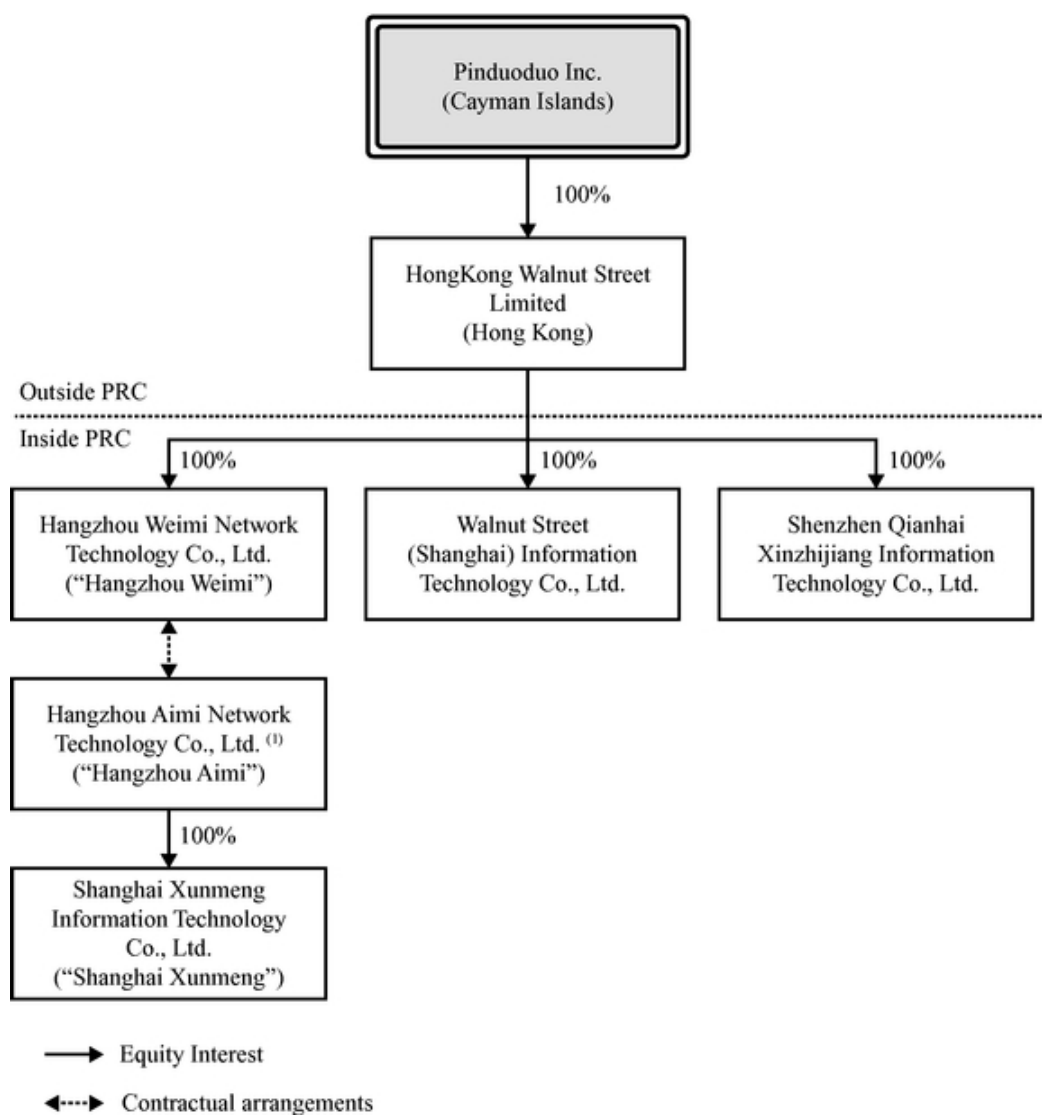 Pinduoduo Inc.
(Cayman Islands)
100%
HongKong Walnut Street
Limited
(Hong Kong)
Outside PRC
Inside PRC
100%
100%
100%
Hangzhou Weimi Network
Technology Co., Ltd.
(“Hangzhou Weimi”)
Walnut Street
(Shanghai) Information
Technology Co., Ltd.
Shenzhen Qianhai
Xinzhijiang Information
Technology Co., Ltd.
Hangzhou Aimi Network
Technology Co., Ltd. (1)
(“Hangzhou Aimi”)
100%
Shanghai Xunmeng
Information Technology
Co., Ltd.
(“Shanghai Xunmeng”)
Equity Interest
Contractual arrangements